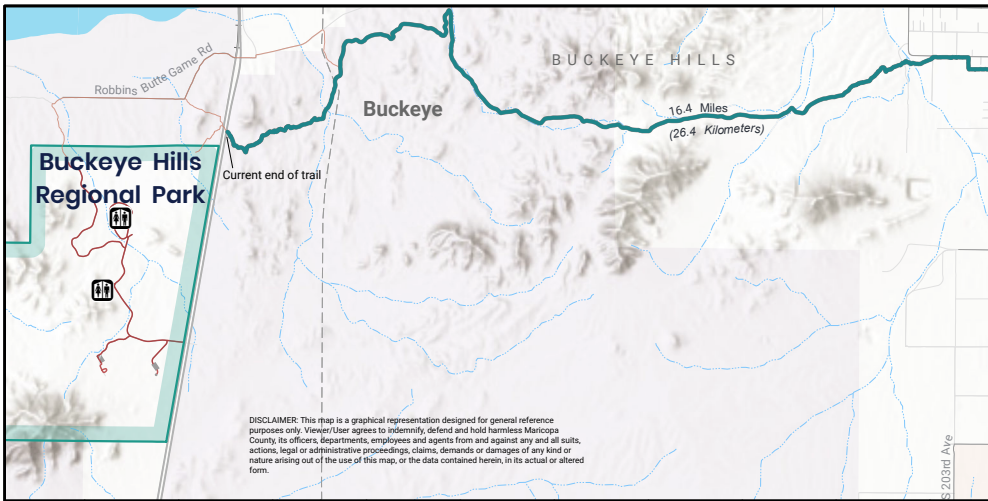 BUCKEYE HILLS
Robbins Butte Game Rd
Buckeye
16.4 Miles
(26.4 Kilometers)
Buckeye Hills
Regional Park
Current end of trail
DISCLAIMER: This map is a graphical representation designed for general reference
purposes only. Viewer/User agrees to indemnify, defend and hold harmless Maricopa
County, its officers, departments, employees and agents from and against any and all suits,
actions, legal or administrative proceedings, claims, demands or damages of any kind or
nature arising out of the use of this map, or the data contained herein, in its actual or altered
form.
S 203rd Ave